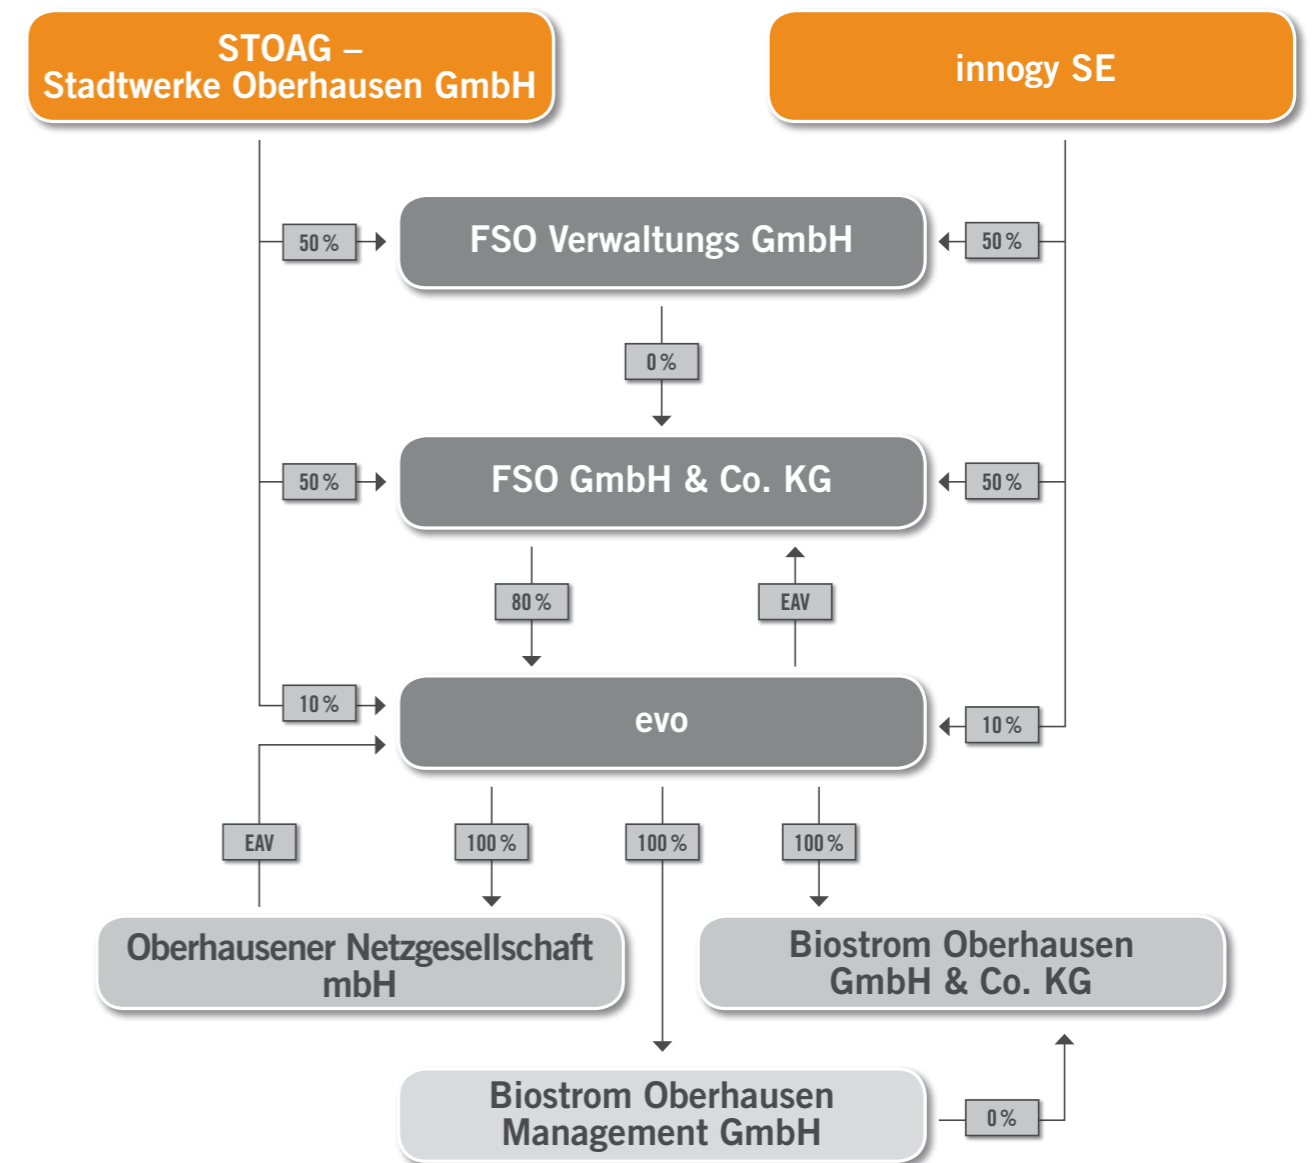 STOAG –
Stadtwerke Oberhausen GmbH
innogy SE
50 %
FSO Verwaltungs GmbH
50 %
0 %
50 %
FSO GmbH & Co. KG
50 %
80 %
EAV
10 %
evo
10 %
EAV
100 %
100 %
100 %
Oberhausener Netzgesellschaft
mbH
Biostrom Oberhausen
GmbH & Co. KG
Biostrom Oberhausen
Management GmbH
0 %